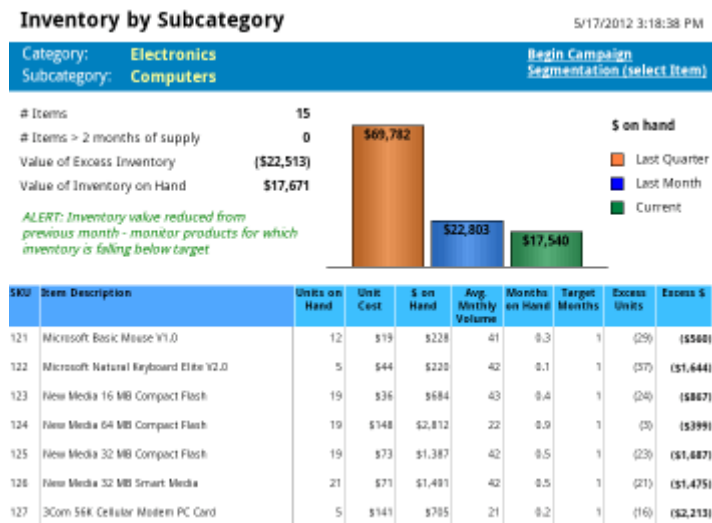 Inventory by Subcategory 5/17/2012 3:18:38 PM
Category: Electronics Begin Campaign
Subcategory: Computers Segmentation (select Item)
# Items 15
# Items > 2 months of supply 0
Value of Excess Inventory ($22,513)
Value of Inventory on Hand $17,671
ALERT: Inventory value reduced from
previous month - monitor products for which
inventory is falling below target
$69,782
$22,803
$17,540
$ on hand
Last Quarter
Last Month
Current
SKU Item Description Units on Hand Unit Cost $ on Hand Avg. Mnthly Volume Months on Hand Target Months Excess Units Excess $
121 Microsoft Basic Mouse V1.0 12 $19 $228 41 0.3 1 (29) ($560)
122 Microsoft Natural Keyboard Elite V2.0 5 $44 $220 42 0.1 1 (37) ($1,644)
123 New Media 16 MB Compact Flash 19 $36 $684 43 0.4 1 (24) ($867)
124 New Media 64 MB Compact Flash 19 $148 $2,812 22 0.9 1 (3) ($399)
125 New Media 32 MB Compact Flash 19 $73 $1,387 42 0.5 1 (23) ($1,687)
126 New Media 32 MB Smart Media 21 $71 $1,491 42 0.5 1 (21) ($1,475)
127 3Com 56K Cellular Modem PC Card 5 $141 $705 21 0.2 1 (16) ($2,213)